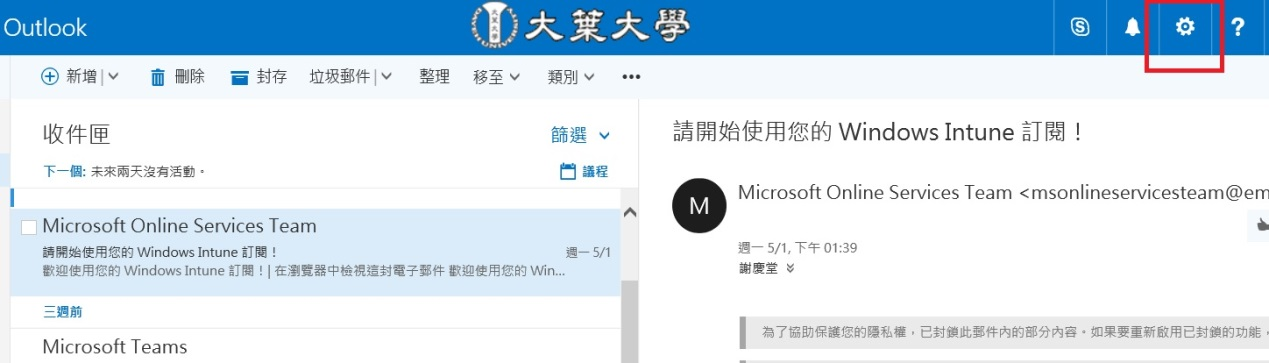 Outlook
大葉大學
新增
刪除
封存
垃圾郵件
整理
移至
類別
收件匣
篩選
下一個: 未來兩天沒有活動。
議程
Microsoft Online Services Team
請開始使用您的 Windows Intune 訂閱！
週一 5/1
歡迎使用您的 Windows Intune 訂閱！| 在瀏覽器中檢視這封電子郵件 歡迎使用您的 Win...
三週前
Microsoft Teams
請開始使用您的 Windows Intune 訂閱！
M
Microsoft Online Services Team <msonlineservicesteam@em
週一 5/1, 下午 01:39
謝慶堂
為了協助保護您的隱私權，已封鎖此郵件內的部分內容。如果要重新啟用已封鎖的功能，